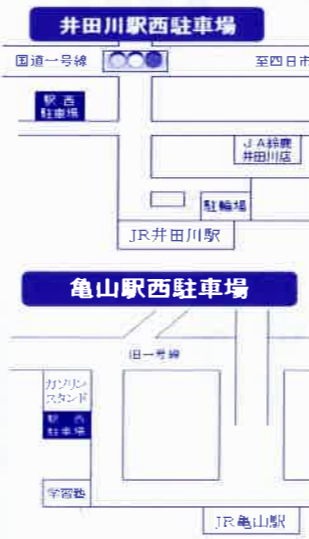 井田川駅西駐車場
国道一号線
至四日市
駅西
駐車場
JA鈴鹿
井田川店
駐輪場
JR井田川駅
亀山駅西駐車場
旧一号線
ガソリン
スタンド
駅西
駐車場
学習塾
JR亀山駅